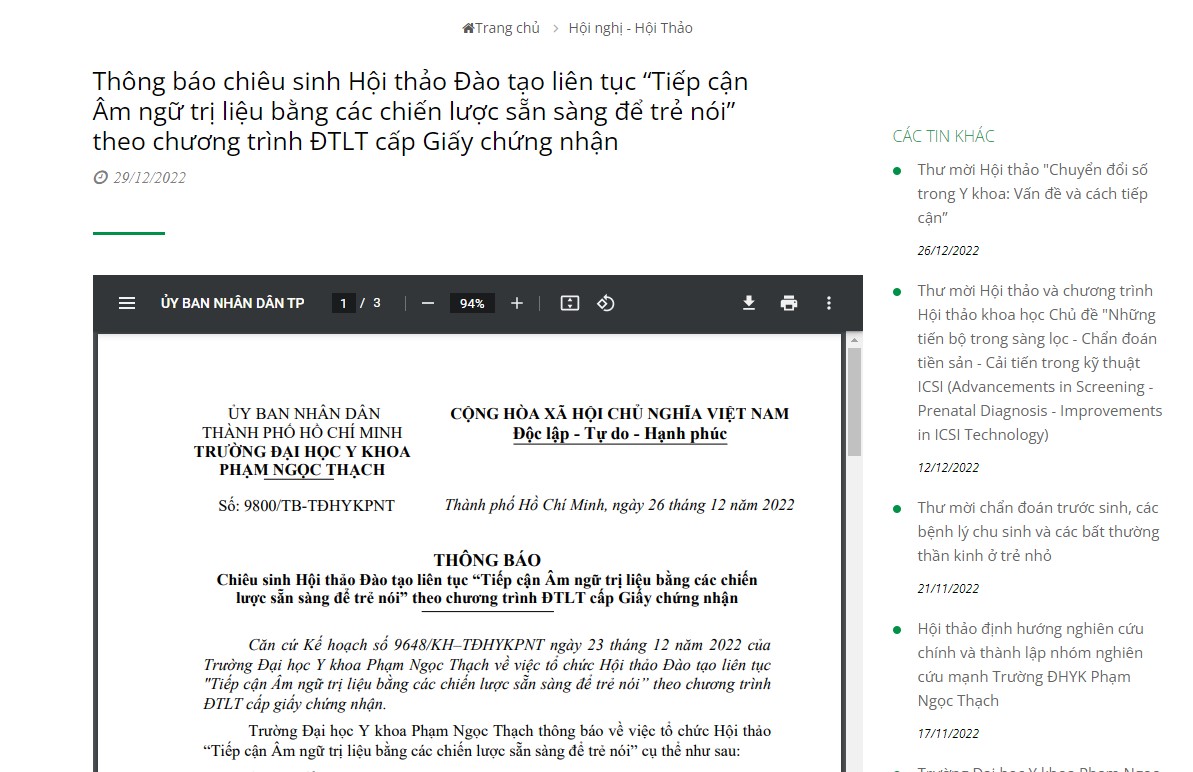 Trang chủ > Hội nghị - Hội Thảo
Thông báo chiêu sinh Hội thảo Đào tạo liên tục “Tiếp cận
Âm ngữ trị liệu bằng các chiến lược sẵn sàng để trẻ nói”
theo chương trình ĐTLT cấp Giấy chứng nhận
29/12/2022
ỦY BAN NHÂN DÂN TP 1 / 3 94%
ỦY BAN NHÂN DÂN
THÀNH PHỐ HỒ CHÍ MINH
TRƯỜNG ĐẠI HỌC Y KHOA
PHẠM NGỌC THẠCH
CỘNG HÒA XÃ HỘI CHỦ NGHĨA VIỆT NAM
Độc lập - Tự do - Hạnh phúc
Số: 9800/TB-TĐHYKPNT
Thành phố Hồ Chí Minh, ngày 26 tháng 12 năm 2022
THÔNG BÁO
Chiêu sinh Hội thảo Đào tạo liên tục “Tiếp cận Âm ngữ trị liệu bằng các chiến
lược sẵn sàng để trẻ nói” theo chương trình ĐTLT cấp Giấy chứng nhận
Căn cứ Kế hoạch số 9648/KH–TĐHYKPNT ngày 23 tháng 12 năm 2022 của
Trường Đại học Y khoa Phạm Ngọc Thạch về việc tổ chức Hội thảo Đào tạo liên tục
"Tiếp cận Âm ngữ trị liệu bằng các chiến lược sẵn sàng để trẻ nói” theo chương trình
ĐTLT cấp giấy chứng nhận.
Trường Đại học Y khoa Phạm Ngọc Thạch thông báo về việc tổ chức Hội thảo
“Tiếp cận Âm ngữ trị liệu bằng các chiến lược sẵn sàng để trẻ nói” cụ thể như sau:
CÁC TIN KHÁC
Thư mời Hội thảo "Chuyển đổi số
trong Y khoa: Vấn đề và cách tiếp
cận”
26/12/2022
Thư mời Hội thảo và chương trình
Hội thảo khoa học Chủ đề "Những
tiến bộ trong sàng lọc - Chẩn đoán
tiền sản - Cải tiến trong kỹ thuật
ICSI (Advancements in Screening -
Prenatal Diagnosis - Improvements
in ICSI Technology)
12/12/2022
Thư mời chẩn đoán trước sinh, các
bệnh lý chu sinh và các bất thường
thần kinh ở trẻ nhỏ
21/11/2022
Hội thảo định hướng nghiên cứu
chính và thành lập nhóm nghiên
cứu mạnh Trường ĐHYK Phạm
Ngọc Thạch
17/11/2022
Trường Đại học Y khoa Phạm Ngọc